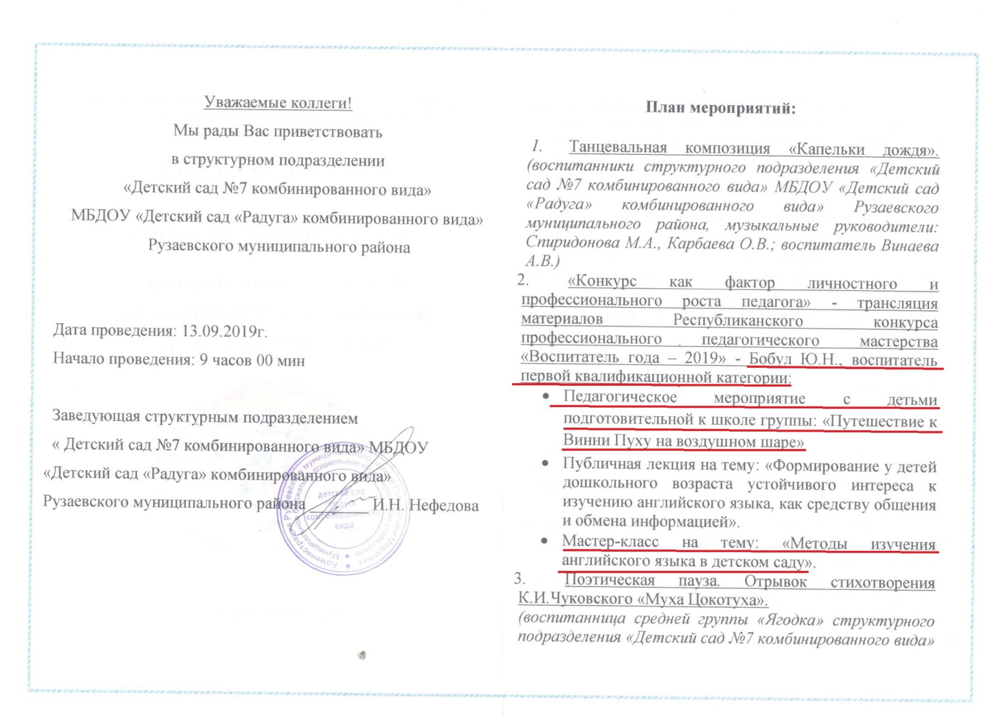 Уважаемые коллеги!
Мы рады Вас приветствовать
в структурном подразделении
«Детский сад №7 комбинированного вида»
МБДОУ «Детский сад «Радуга» комбинированного вида»
Рузаевского муниципального района
Дата проведения: 13.09.2019г.
Начало проведения: 9 часов 00 мин
Заведующая структурным подразделением
« Детский сад №7 комбинированного вида» МБДОУ
«Детский сад «Радуга» комбинированного вида»
Рузаевского муниципального района И.Н. Нефедова
детский сад
Радуга
комбинированного
вида
План мероприятий:
1. Танцевальная композиция «Капельки дождя».
(воспитанники структурного подразделения «Детский
сад №7 комбинированного вида» МБДОУ «Детский сад
«Радуга» комбинированного вида» Рузаевского
муниципального района, музыкальные руководители:
Спиридонова М.А., Карбаева О.В.; воспитатель Винаева
А.В.)
2. «Конкурс как фактор личностного и
профессионального роста педагога» - трансляция
материалов Республиканского конкурса
профессионального педагогического мастерства
«Воспитатель года – 2019» - Бобул Ю.Н., воспитатель
первой квалификационной категории:
• Педагогическое мероприятие с детьми
подготовительной к школе группы: «Путешествие к
Винни Пуху на воздушном шаре»
• Публичная лекция на тему: «Формирование у детей
дошкольного возраста устойчивого интереса к
изучению английского языка, как средству общения
и обмена информацией».
• Мастер-класс на тему: «Методы изучения
английского языка в детском саду».
3. Поэтическая пауза. Отрывок стихотворения
К.И.Чуковского «Муха Цокотуха».
(воспитанница средней группы «Ягодка» структурного
подразделения «Детский сад №7 комбинированного вида»